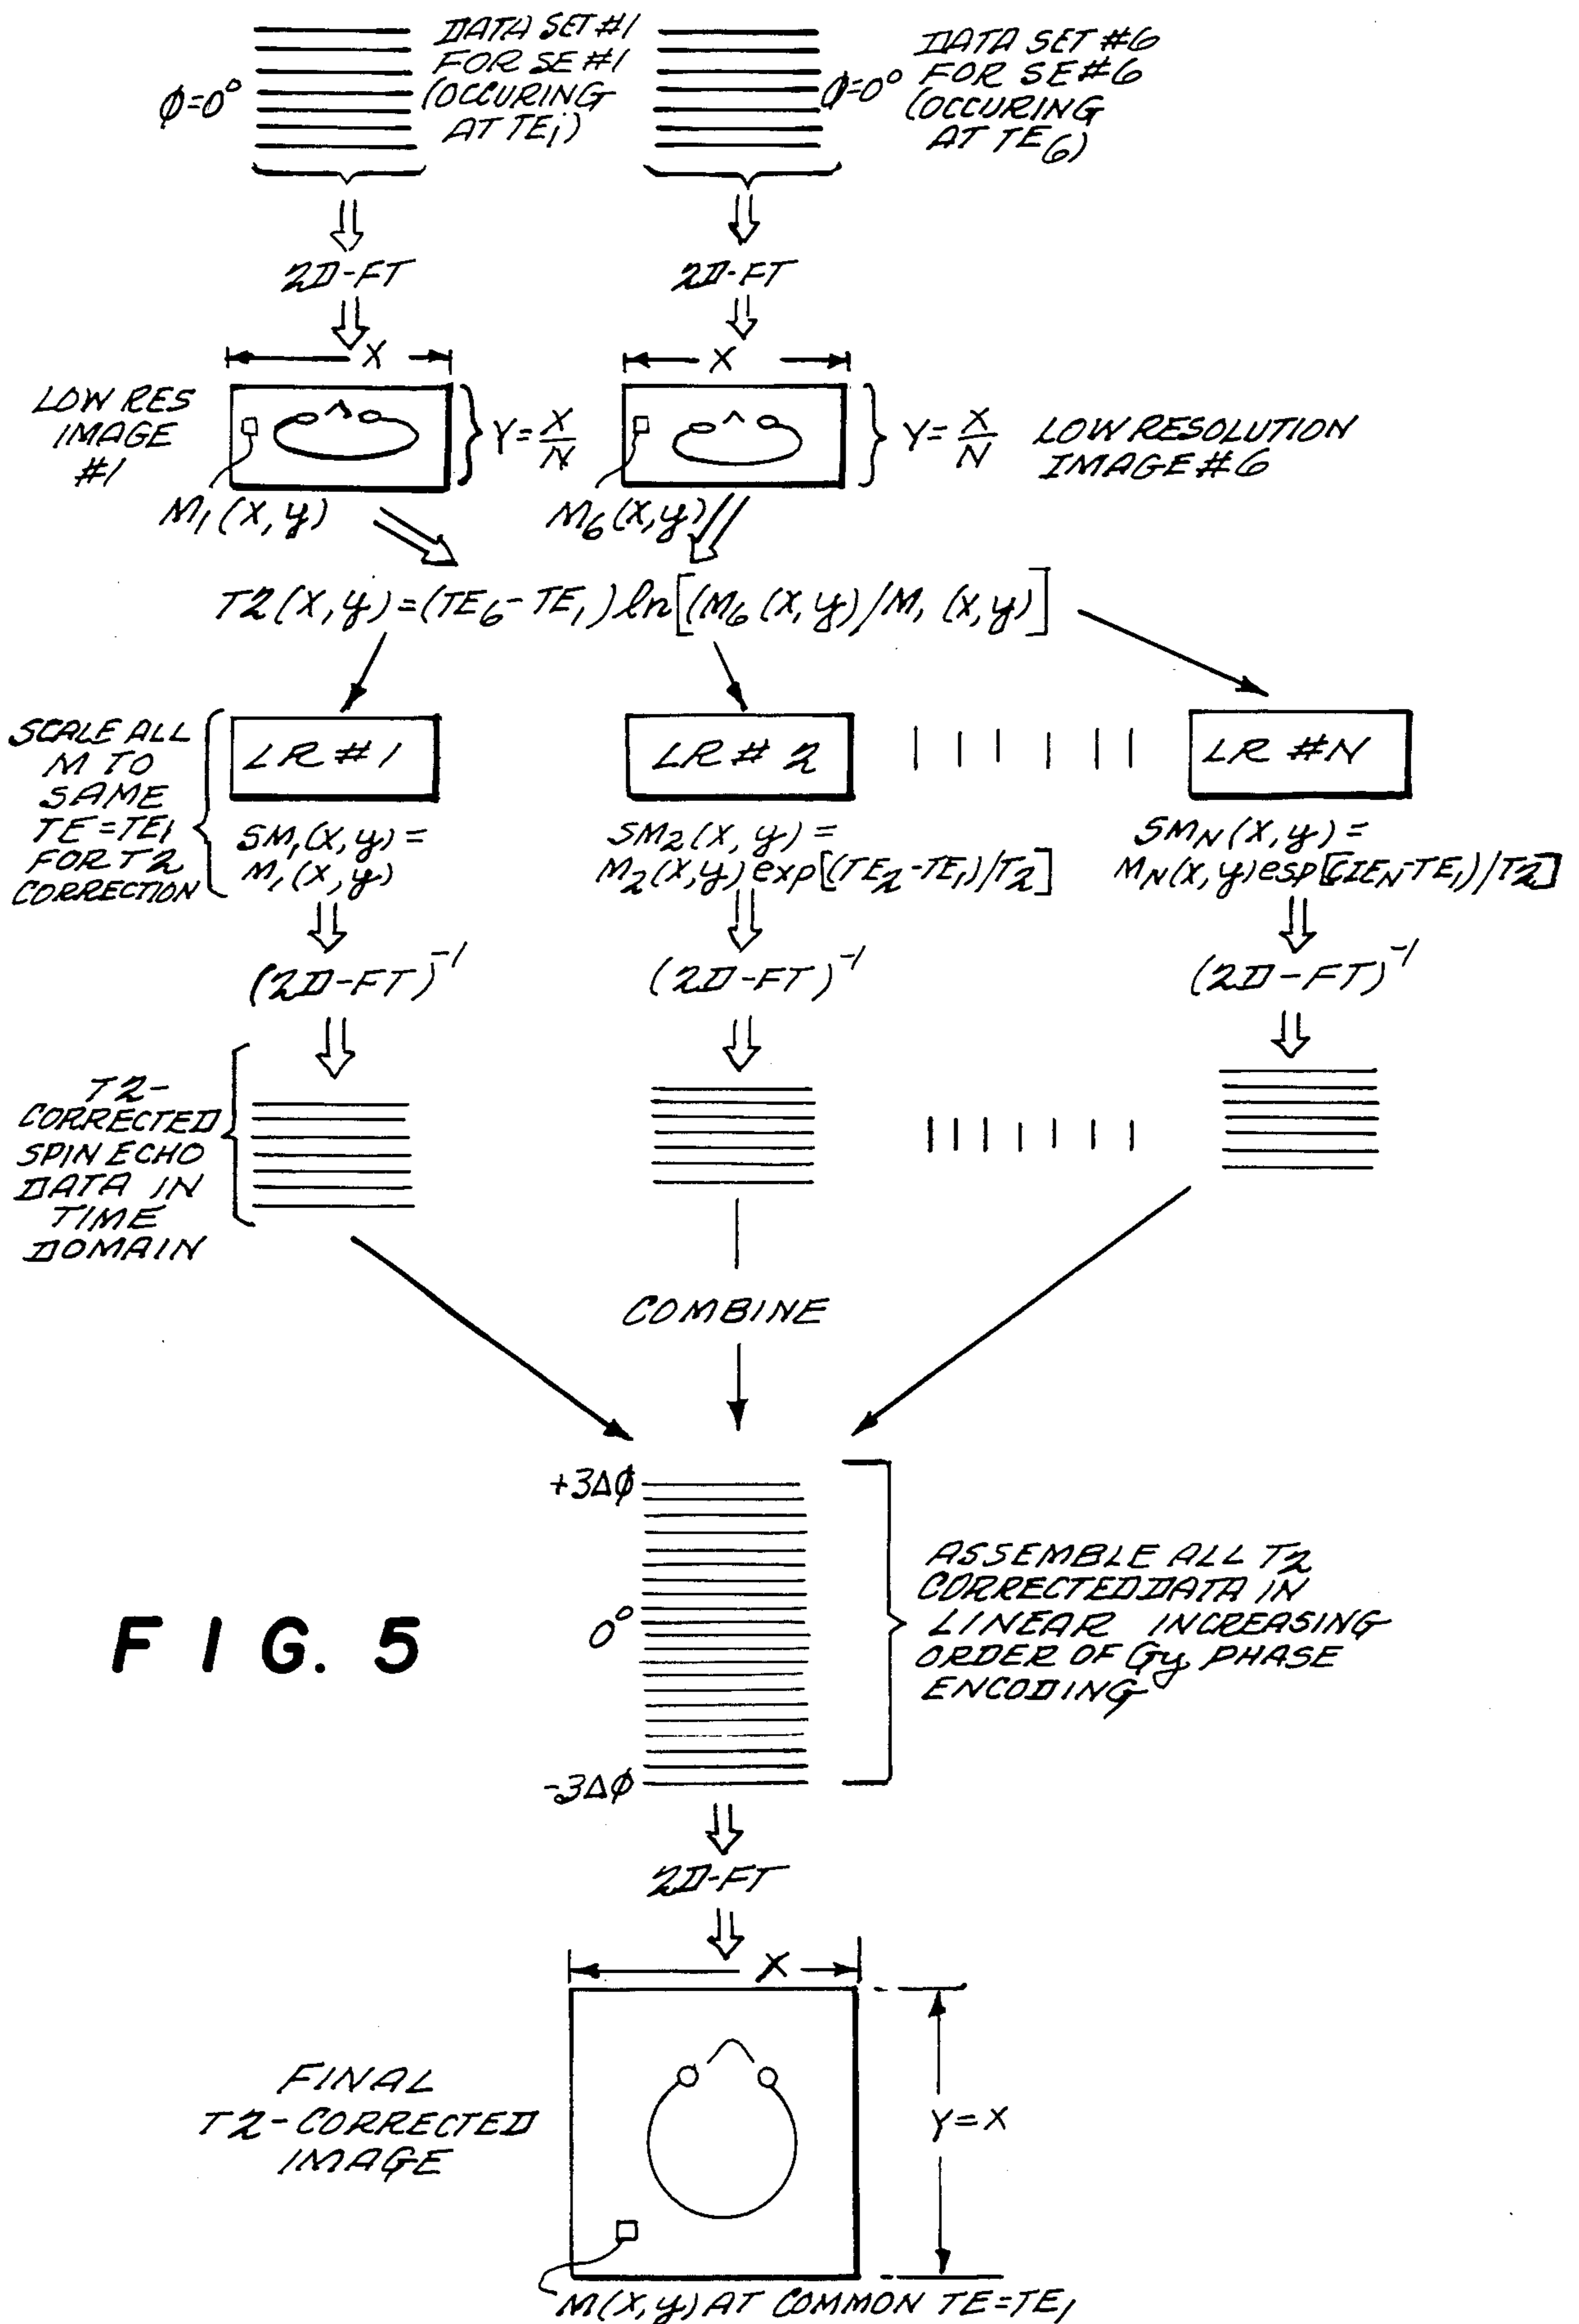 DATA SET #1
FOR SE #1
(OCCURING
AT TEi)
φ=0°
DATA SET #6
FOR SE #6
(OCCURING
AT TE6)
φ=0°
2D-FT
2D-FT
X
X
LOW RES
IMAGE
#1
Y=X/N
Y=X/N
LOW RESOLUTION
IMAGE #6
M1(X,y)
M6(X,y)
T2(X,y)=(TE6-TE1)ln[(M6(X,y)/M1(X,y)]
SCALE ALL
M TO
SAME
TE=TE1
FOR T2
CORRECTION
LR #1
LR # 2
LR #N
SM1(X,y)=
M1(X,y)
SM2(X,y)=
M2(X,y)exp[(TE2-TE1)/T2]
SMN(X,y)=
MN(X,y)esp[(IEN-TE1)/T2]
(2D-FT)-1
(2D-FT)-1
(2D-FT)-1
T2-
CORRECTED
SPIN ECHO
DATA IN
TIME
DOMAIN
COMBINE
+3Δφ
0°
-3Δφ
ASSEMBLE ALL T2
CORRECTED DATA IN
LINEAR INCREASING
ORDER OF Gy PHASE
ENCODING
FIG. 5
2D-FT
X
FINAL
T2-CORRECTED
IMAGE
Y=X
M(X,y) AT COMMON TE=TE1